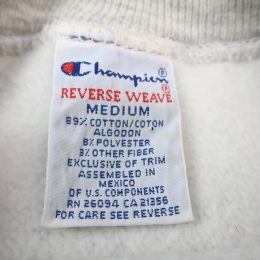 Champion®
REVERSE WEAVE®
MEDIUM
89% COTTON/COTON
ALGODON
8% POLYESTER
3% OTHER FIBER
EXCLUSIVE OF TRIM
ASSEMBLED IN
MEXICO
OF U.S. COMPONENTS
RN 26094 CA 21356
FOR CARE SEE REVERSE